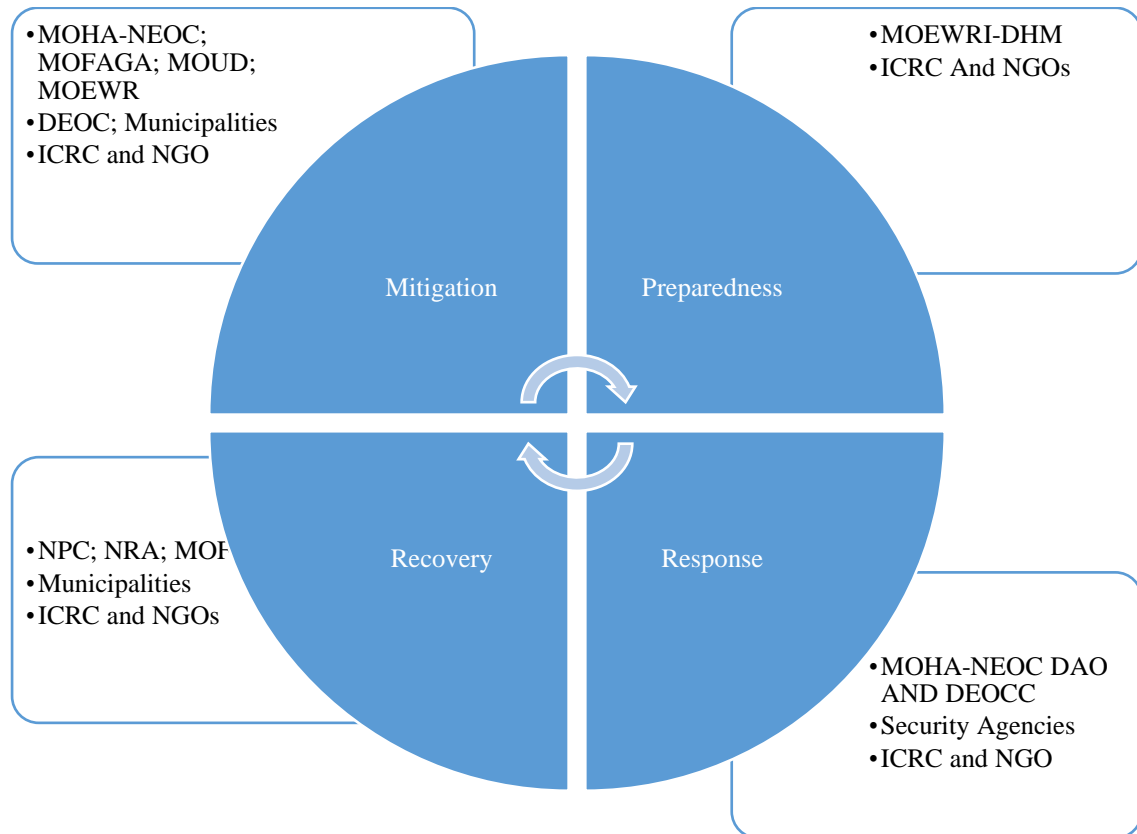 •MOHA-NEOC;
MOFAGA; MOUD;
MOEWR
•DEOC; Municipalities
•ICRC and NGO
•MOEWRI-DHM
•ICRC And NGOs
Mitigation
Preparedness
Recovery
Response
•NPC; NRA;
•Municipalities
•ICRC and NGOs
•MOHA-NEOC DAO
AND DEOCC
•Security Agencies
•ICRC and NGO